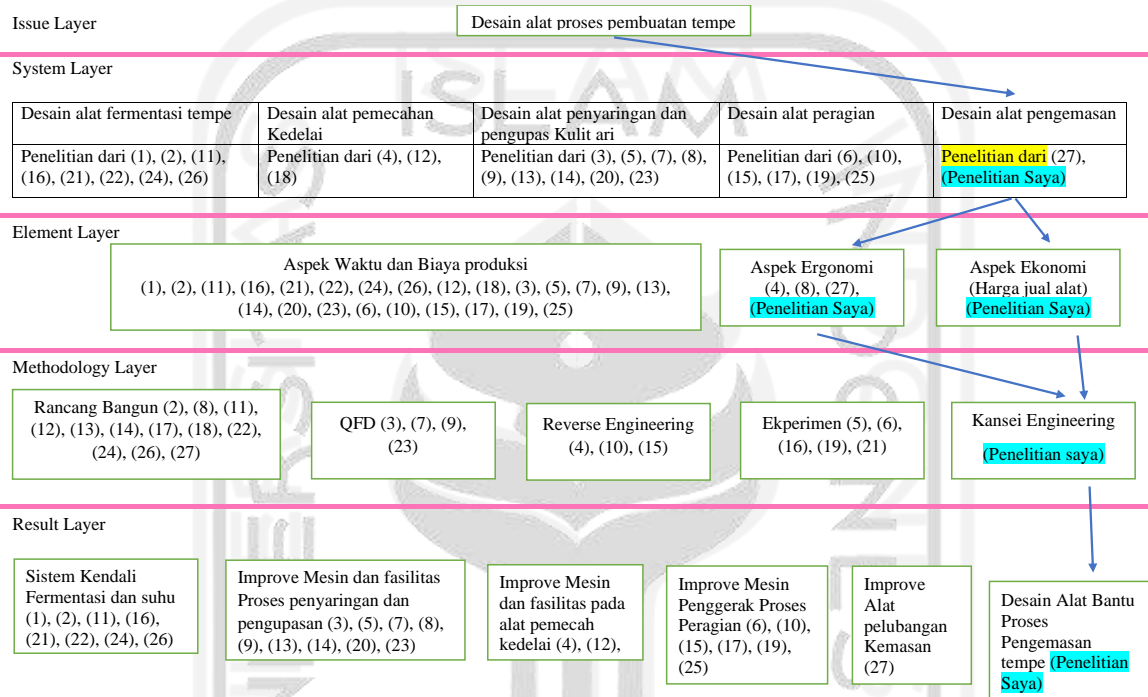 Issue Layer
Desain alat proses pembuatan tempe
System Layer
Desain alat fermentasi tempe
Desain alat pemecahan
Kedelai
Desain alat penyaringan dan
pengupas Kulit ari
Desain alat peragian
Desain alat pengemasan
Penelitian dari (1), (2), (11),
(16), (21), (22), (24), (26)
Penelitian dari (4), (12),
(18)
Penelitian dari (3), (5), (7), (8),
(9), (13), (14), (20), (23)
Penelitian dari (6), (10),
(15), (17), (19), (25)
Penelitian dari (27),
(Penelitian Saya)
Element Layer
Aspek Waktu dan Biaya produksi
(1), (2), (11), (16), (21), (22), (24), (26), (12), (18), (3), (5), (7), (9), (13),
(14), (20), (23), (6), (10), (15), (17), (19), (25)
Aspek Ergonomi
(4), (8), (27),
(Penelitian Saya)
Aspek Ekonomi
(Harga jual alat)
(Penelitian Saya)
Methodology Layer
Rancang Bangun (2), (8), (11),
(12), (13), (14), (17), (18), (22),
(24), (26), (27)
QFD (3), (7), (9),
(23)
Reverse Engineering
(4), (10), (15)
Ekperimen (5), (6),
(16), (19), (21)
Kansei Engineering
(Penelitian saya)
Result Layer
Sistem Kendali
Fermentasi dan suhu
(1), (2), (11), (16),
(21), (22), (24), (26)
Improve Mesin dan fasilitas
Proses penyaringan dan
pengupasan (3), (5), (7), (8),
(9), (13), (14), (20), (23)
Improve Mesin
dan fasilitas pada
alat pemecah
kedelai (4), (12),
Improve Mesin
Penggerak Proses
Peragian (6), (10),
(15), (17), (19),
(25)
Improve
Alat
pelubangan
Kemasan
(27)
Desain Alat Bantu
Proses
Pengemasan
tempe (Penelitian
Saya)
ISLAM